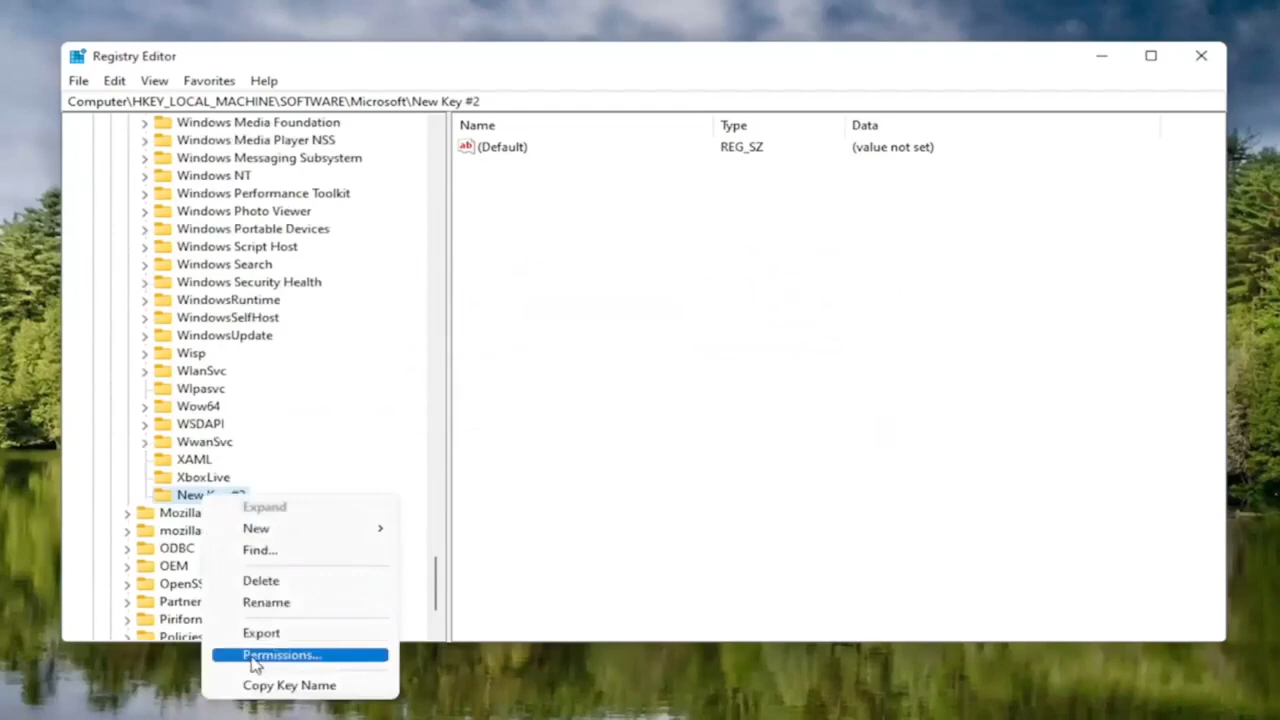 Registry Editor
File Edit View Favorites Help
Computer\HKEY_LOCAL_MACHINE\SOFTWARE\Microsoft\New Key #2
Name Type Data
(Default) REG_SZ (value not set)
Windows Media Foundation
Windows Media Player NSS
Windows Messaging Subsystem
Windows NT
Windows Performance Toolkit
Windows Photo Viewer
Windows Portable Devices
Windows Script Host
Windows Search
Windows Security Health
WindowsRuntime
WindowsSelfHost
WindowsUpdate
Wisp
WlanSvc
Wlpasvc
Wow64
WSDAPI
WwanSvc
XAML
XboxLive
New Key #2
Mozilla
mozilla
ODBC
OEM
OpenSS
Partner
Piriform
Policies
Expand
New
Find...
Delete
Rename
Export
Permissions...
Copy Key Name